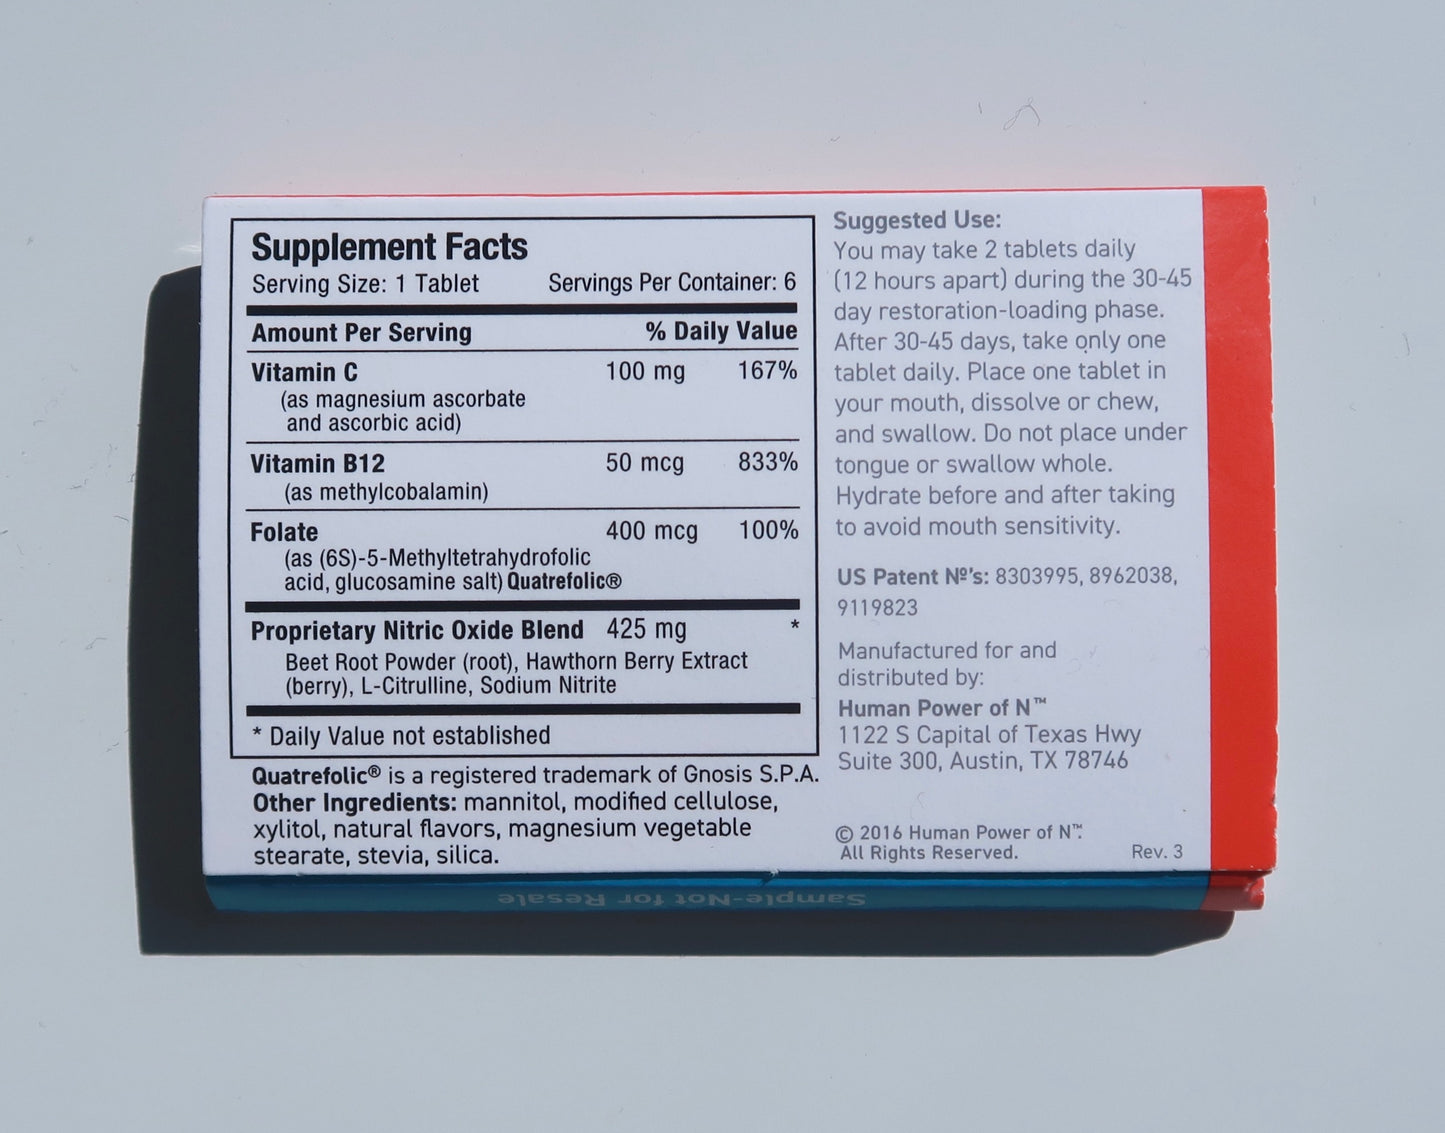 Supplement Facts
Serving Size: 1 Tablet Servings Per Container: 6
Amount Per Serving % Daily Value
Vitamin C 100 mg 167%
(as magnesium ascorbate
and ascorbic acid)
Vitamin B12 50 mcg 833%
(as methylcobalamin)
Folate 400 mcg 100%
(as (6S)-5-Methyltetrahydrofolic
acid, glucosamine salt) Quatrefolic®
Proprietary Nitric Oxide Blend 425 mg *
Beet Root Powder (root), Hawthorn Berry Extract
(berry), L-Citrulline, Sodium Nitrite
* Daily Value not established
Quatrefolic® is a registered trademark of Gnosis S.P.A.
Other Ingredients: mannitol, modified cellulose,
xylitol, natural flavors, magnesium vegetable
stearate, stevia, silica.
Suggested Use:
You may take 2 tablets daily
(12 hours apart) during the 30-45
day restoration-loading phase.
After 30-45 days, take only one
tablet daily. Place one tablet in
your mouth, dissolve or chew,
and swallow. Do not place under
tongue or swallow whole.
Hydrate before and after taking
to avoid mouth sensitivity.
US Patent Nº's: 8303995, 8962038,
9119823
Manufactured for and
distributed by:
Human Power of N™
1122 S Capital of Texas Hwy
Suite 300, Austin, TX 78746
© 2016 Human Power of N™.
All Rights Reserved. Rev. 3
Sample-Not for Resale